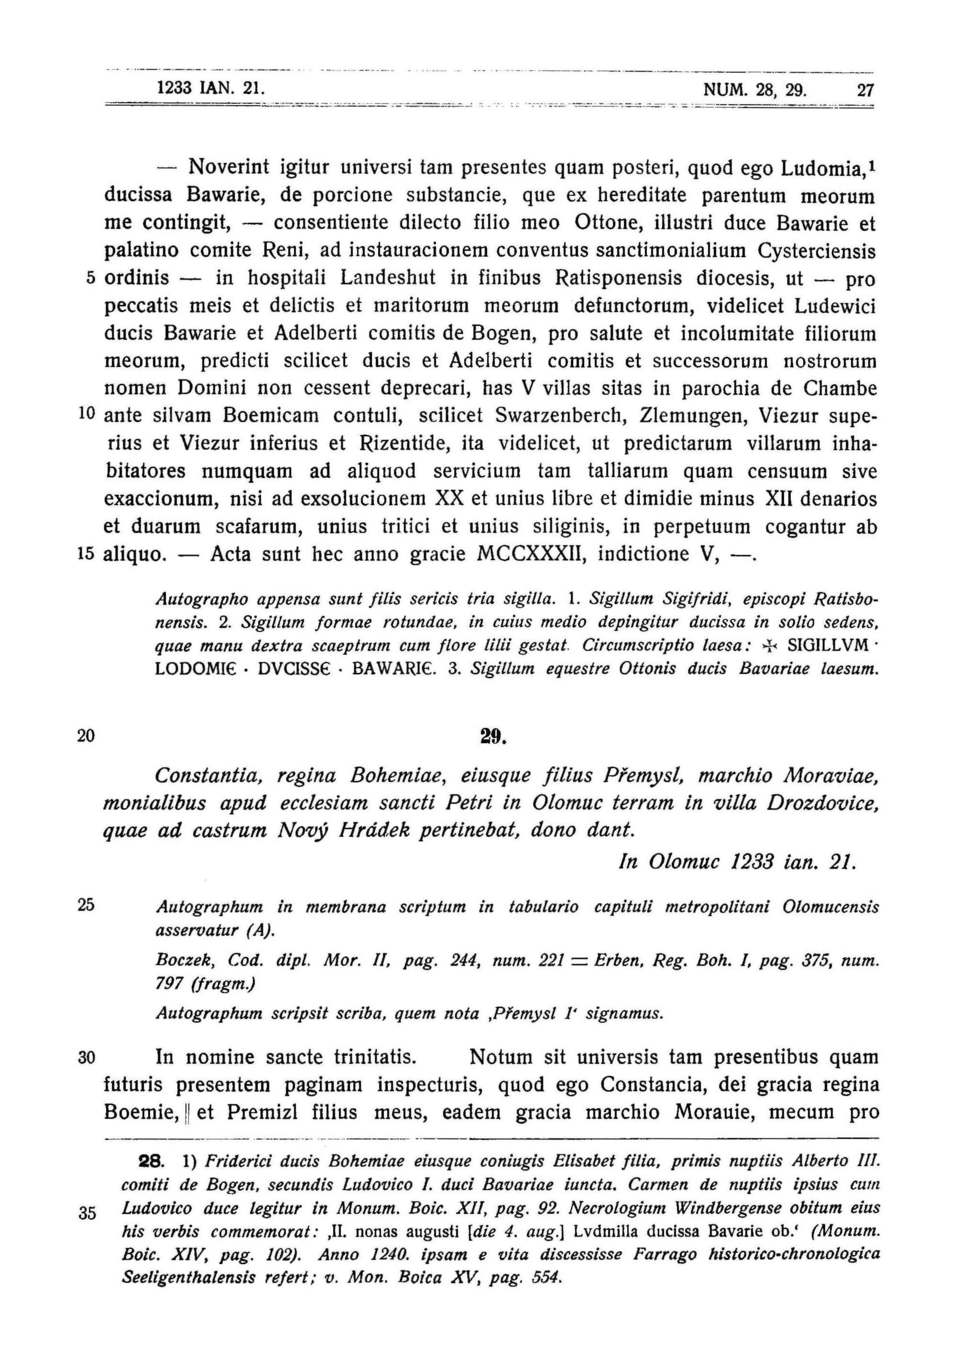 1233 IAN. 21. NUM. 28, 29. 27
— Noverint igitur universi tam presentes quam posteri, quod ego Ludomia,¹
ducissa Bawarie, de porcione substancie, que ex hereditate parentum meorum
me contingit, — consentiente dilecto filio meo Ottone, illustri duce Bawarie et
palatino comite Reni, ad instauracionem conventus sanctimonialium Cysterciensis
5 ordinis — in hospitali Landeshut in finibus Ratisponensis diocesis, ut — pro
peccatis meis et delictis et maritorum meorum defunctorum, videlicet Ludewici
ducis Bawarie et Adelberti comitis de Bogen, pro salute et incolumitate filiorum
meorum, predicti scilicet ducis et Adelberti comitis et successorum nostrorum
nomen Domini non cessent deprecari, has V villas sitas in parochia de Chambe
10 ante silvam Boemicam contuli, scilicet Swarzenberch, Zlemungen, Viezur supe-
rius et Viezur inferius et Rizentide, ita videlicet, ut predictarum villarum inha-
bitatores numquam ad aliquod servicium tam talliarum quam censuum sive
exaccionum, nisi ad exsolucionem XX et unius libre et dimidie minus XII denarios
et duarum scafarum, unius tritici et unius siliginis, in perpetuum cogantur ab
15 aliquo. — Acta sunt hec anno gracie MCCXXXII, indictione V, —.
Autographo appensa sunt filis sericis tria sigilla. 1. Sigillum Sigifridi, episcopi Ratisbo-
nensis. 2. Sigillum formae rotundae, in cuius medio depingitur ducissa in solio sedens,
quae manu dextra scaeptrum cum flore lilii gestat. Circumscriptio laesa: ✠ SIGILLVM ·
LODOMIЄ · DVCISSЄ · BAWARIЄ. 3. Sigillum equestre Ottonis ducis Bavariae laesum.
20 29.
Constantia, regina Bohemiae, eiusque filius Přemysl, marchio Moraviae,
monialibus apud ecclesiam sancti Petri in Olomuc terram in villa Drozdovice,
quae ad castrum Nový Hrádek pertinebat, dono dant.
In Olomuc 1233 ian. 21.
25 Autographum in membrana scriptum in tabulario capituli metropolitani Olomucensis
asservatur (A).
Boczek, Cod. dipl. Mor. II, pag. 244, num. 221 = Erben, Reg. Boh. I, pag. 375, num.
797 (fragm.)
Autographum scripsit scriba, quem nota ‚Přemysl I‘ signamus.
30 In nomine sancte trinitatis. Notum sit universis tam presentibus quam
futuris presentem paginam inspecturis, quod ego Constancia, dei gracia regina
Boemie, || et Premizl filius meus, eadem gracia marchio Morauie, mecum pro
28. 1) Friderici ducis Bohemiae eiusque coniugis Elisabet filia, primis nuptiis Alberto III.
comiti de Bogen, secundis Ludovico I. duci Bavariae iuncta. Carmen de nuptiis ipsius cum
35 Ludovico duce legitur in Monum. Boic. XII, pag. 92. Necrologium Windbergense obitum eius
his verbis commemorat: ‚II. nonas augusti [die 4. aug.] Lvdmilla ducissa Bavarie ob.‘ (Monum.
Boic. XIV, pag. 102). Anno 1240. ipsam e vita discessisse Farrago historico-chronologica
Seeligenthalensis refert; v. Mon. Boica XV, pag. 554.